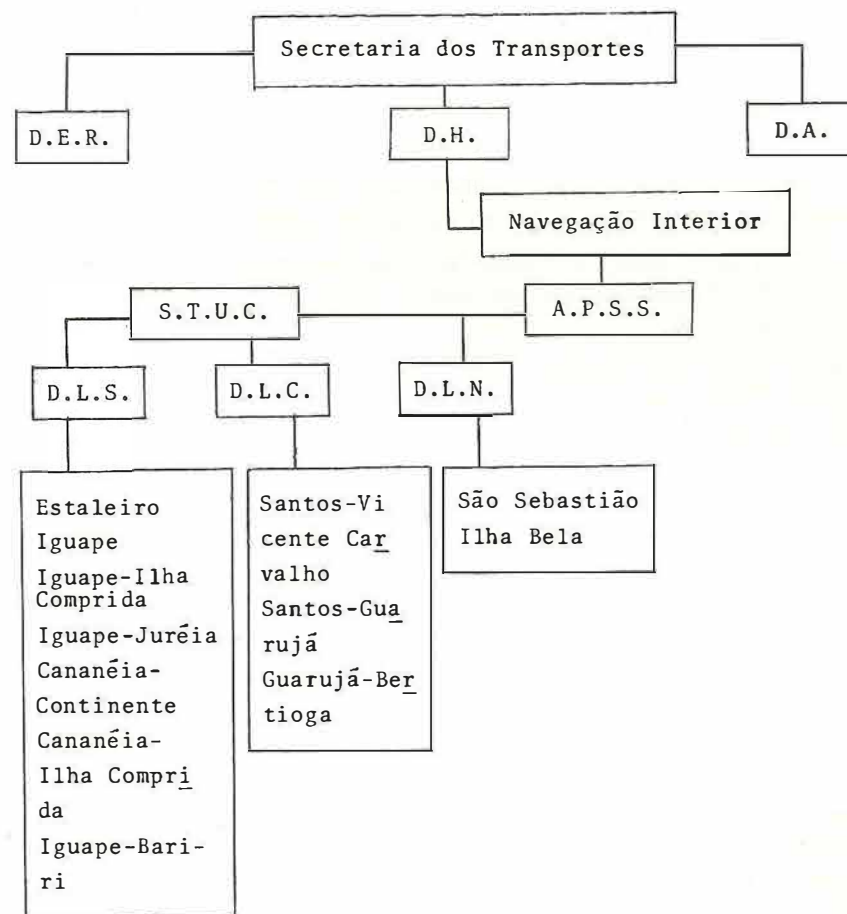 Secretaria dos Transportes
D.E.R.
D.H.
D.A.
Navegação Interior
S.T.U.C.
A.P.S.S.
D.L.S.
D.L.C.
D.L.N.
Estaleiro
Iguape
Iguape-Ilha
Comprida
Iguape-Juréia
Cananéia-
Continente
Cananéia-
Ilha Compri
da
Iguape-Bari-
ri
Santos-Vi
cente Car
valho
Santos-Gua
rujá
Guarujá-Ber
tioga
São Sebastião
Ilha Bela